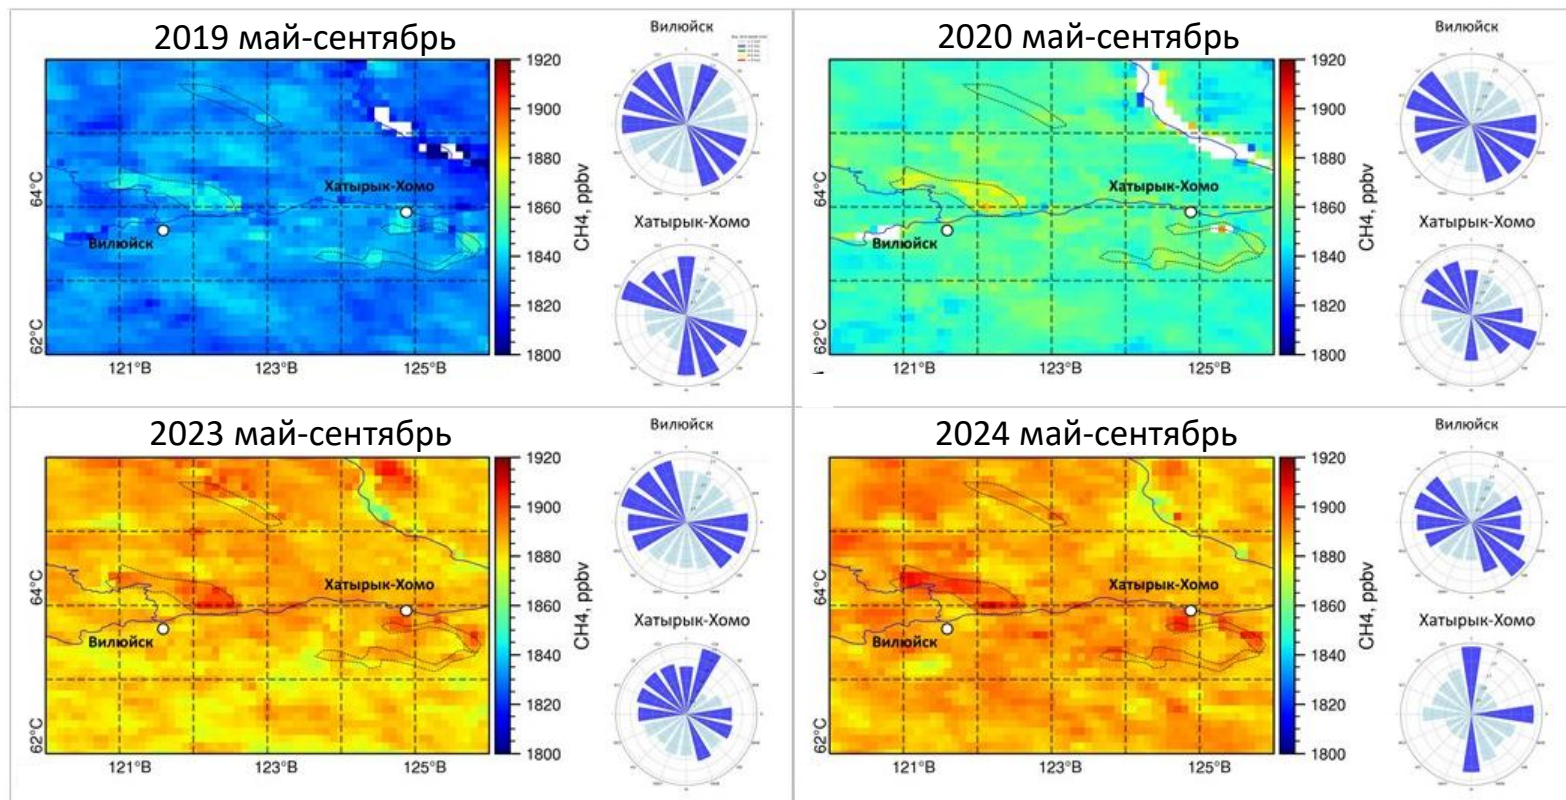 2019 май-сентябрь
1920
1900
1880
1860
1840
1820
1800
CH4, ppbv
64°C
62°C
121°В
123°В
125°В
Хатырык-Хомо
Вилюйск
Вилюйск
Хатырык-Хомо
2020 май-сентябрь
1920
1900
1880
1860
1840
1820
1800
CH4, ppbv
64°C
62°C
121°В
123°В
125°В
Хатырык-Хомо
Вилюйск
Вилюйск
Хатырык-Хомо
2023 май-сентябрь
1920
1900
1880
1860
1840
1820
1800
CH4, ppbv
64°C
62°C
121°В
123°В
125°В
Хатырык-Хомо
Вилюйск
Вилюйск
Хатырык-Хомо
2024 май-сентябрь
1920
1900
1880
1860
1840
1820
1800
CH4, ppbv
64°C
62°C
121°В
123°В
125°В
Хатырык-Хомо
Вилюйск
Вилюйск
Хатырык-Хомо